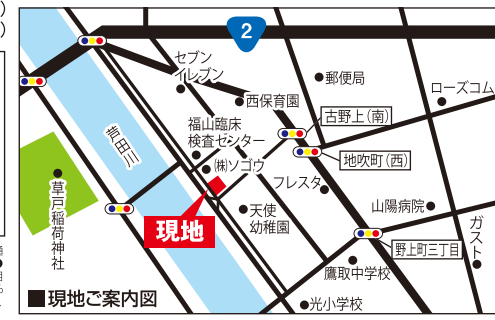 2
セブン
イレブン
郵便局
ローズコム
西保育園
古野上(南)
福山臨床
検査センター
地吹町(西)
芦田川
㈱ソゴウ
フレスタ
草戸稲荷神社
山陽病院
現地
天使
幼稚園
ガスト
野上町三丁目
鷹取中学校
■現地ご案内図
光小学校